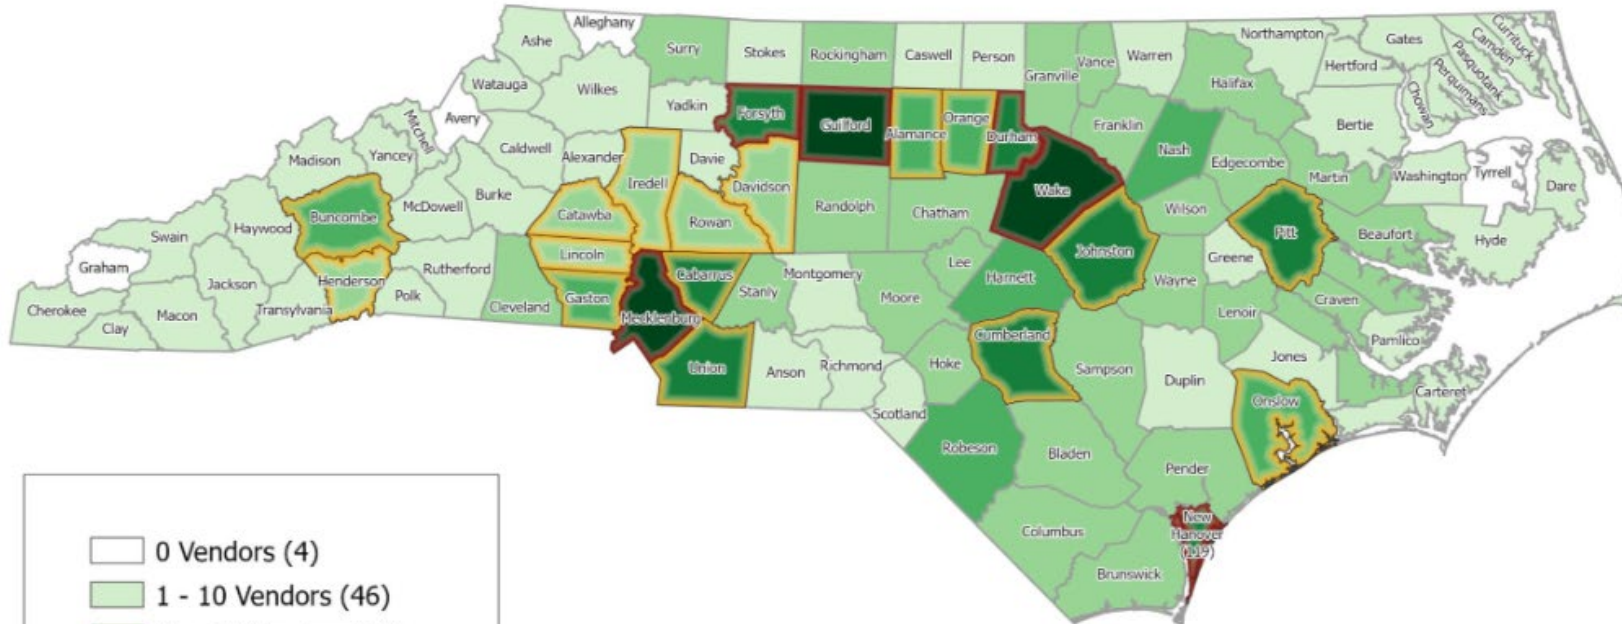 Alleghany
Ashe
Surry
Stokes
Rockingham
Caswell
Person
Granville
Vance
Warren
Northampton
Gates
Currituck
Camden
Pasquotank
Perquimans
Chowan
Hertford
Halifax
Bertie
Watauga
Wilkes
Yadkin
Forsyth
Guilford
Alamance
Orange
Durham
Franklin
Nash
Edgecombe
Martin
Washington
Tyrrell
Dare
Avery
Mitchell
Yancey
Madison
Caldwell
Alexander
Davie
Iredell
Davidson
Randolph
Chatham
Wake
Wilson
Pitt
Beaufort
Hyde
Buncombe
McDowell
Burke
Catawba
Rowan
Haywood
Swain
Graham
Cherokee
Clay
Macon
Jackson
Transylvania
Henderson
Polk
Rutherford
Cleveland
Lincoln
Gaston
Mecklenburg
Cabarrus
Stanly
Montgomery
Moore
Lee
Harnett
Johnston
Wayne
Greene
Lenoir
Craven
Pamlico
Jones
Carteret
Union
Anson
Richmond
Scotland
Hoke
Cumberland
Sampson
Duplin
Onslow
Robeson
Bladen
Pender
Columbus
Brunswick
New
Hanover
(119)
0 Vendors (4)
1 - 10 Vendors (46)